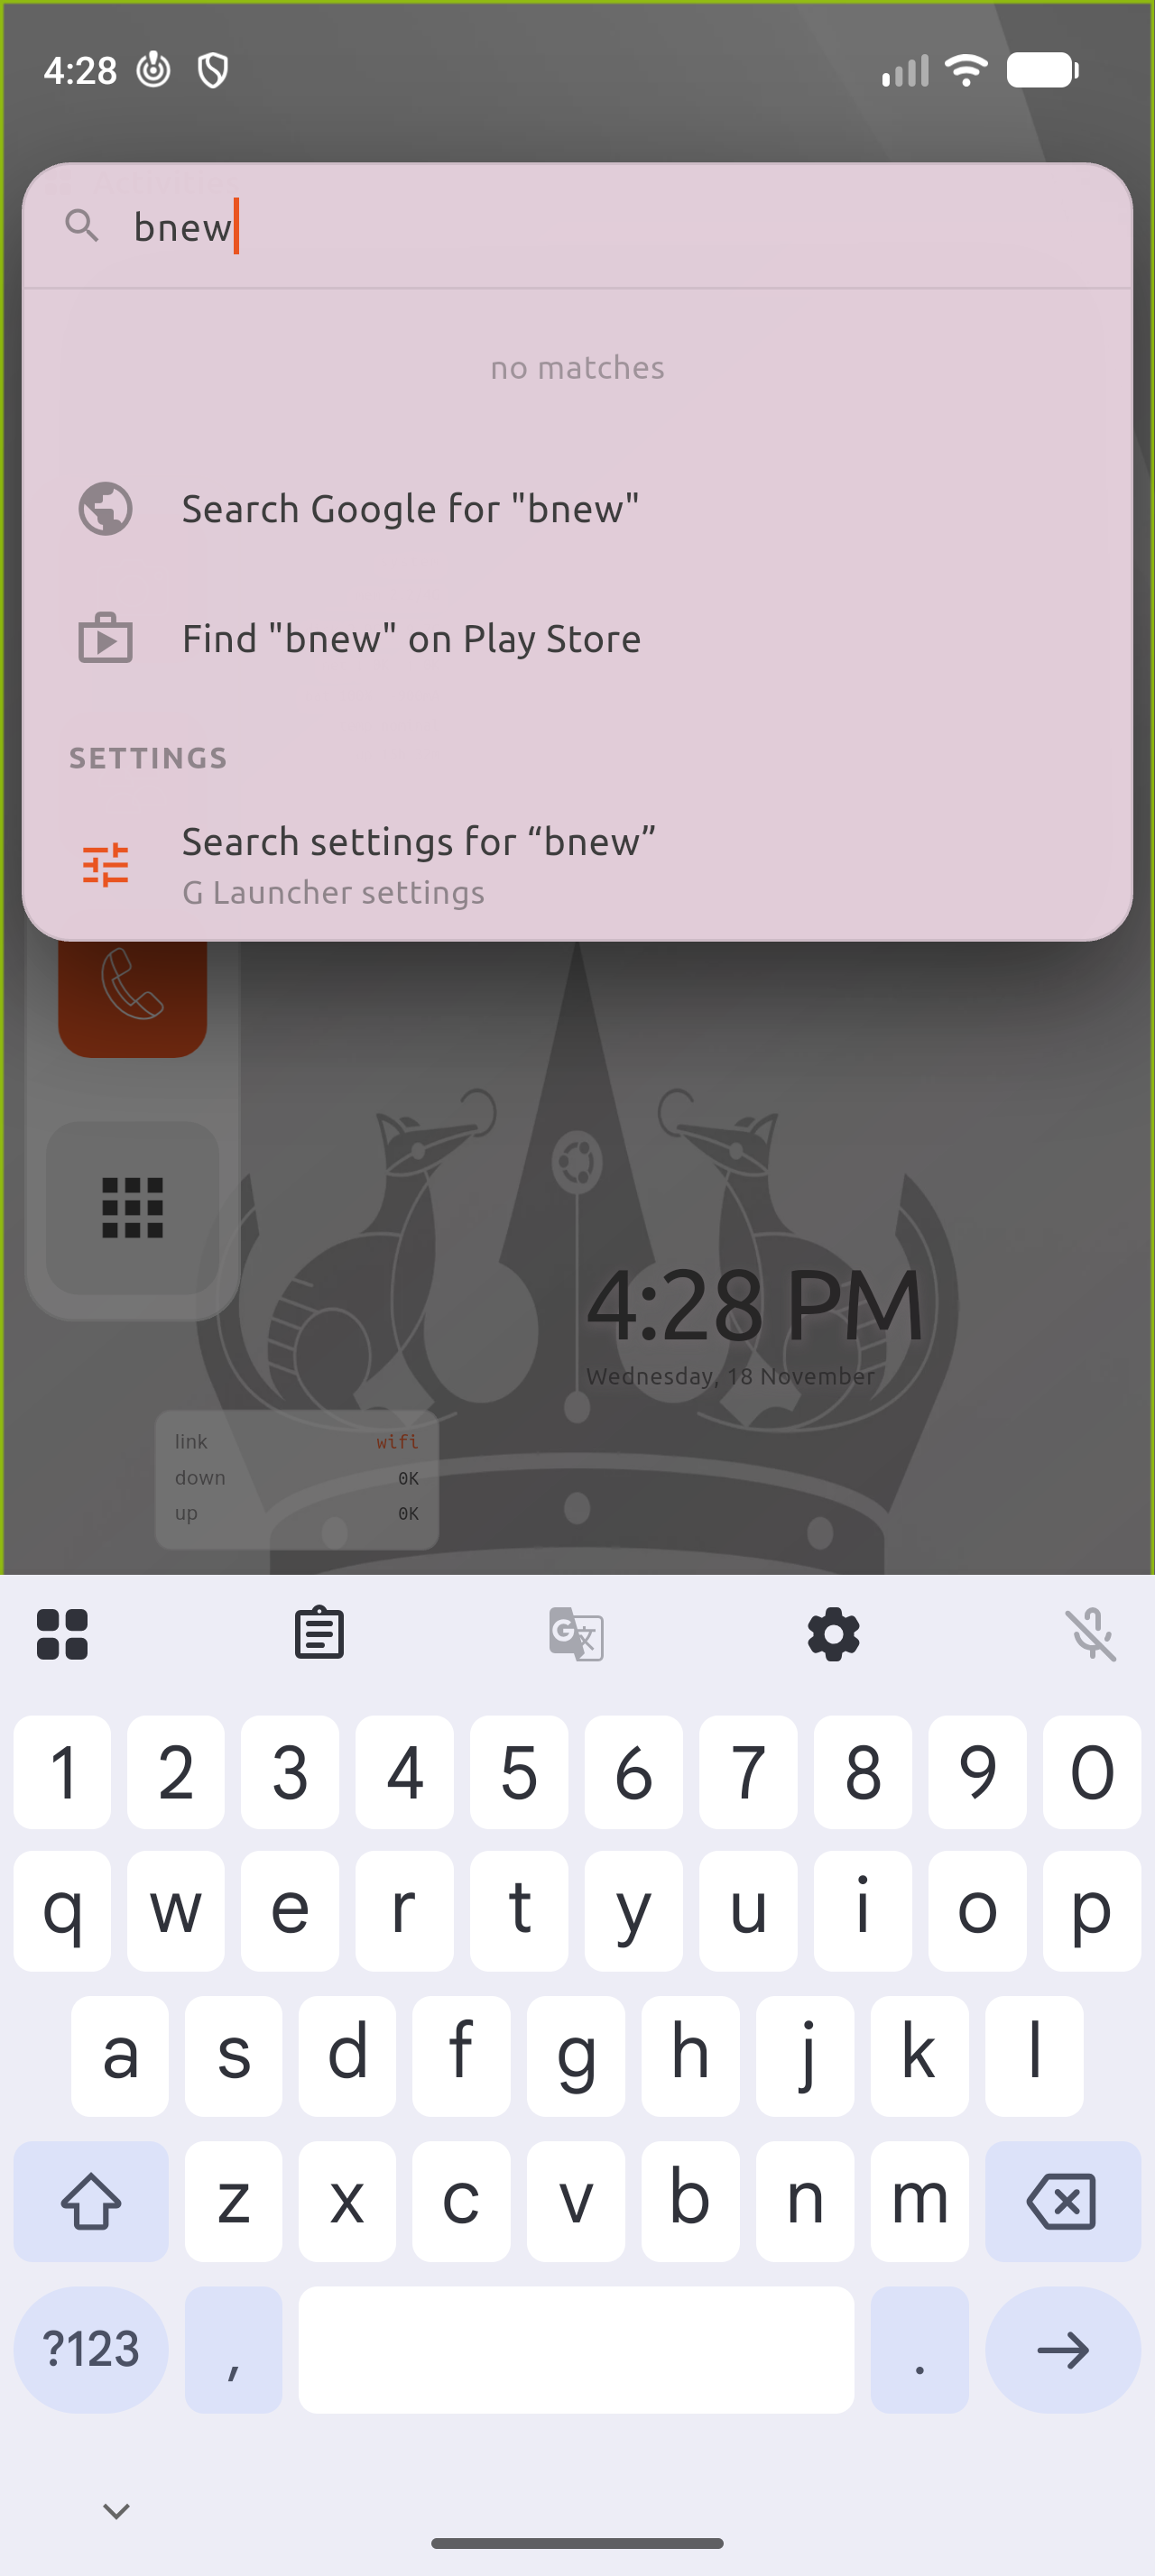 4:28
bnew
no matches
Search Google for "bnew"
Find "bnew" on Play Store
SETTINGS
Search settings for “bnew”
G Launcher settings
4:28 PM
Wednesday, 18 November
link wifi
down 0K
up 0K
1 2 3 4 5 6 7 8 9 0
q w e r t y u i o p
a s d f g h j k l
z x c v b n m
?123 , .